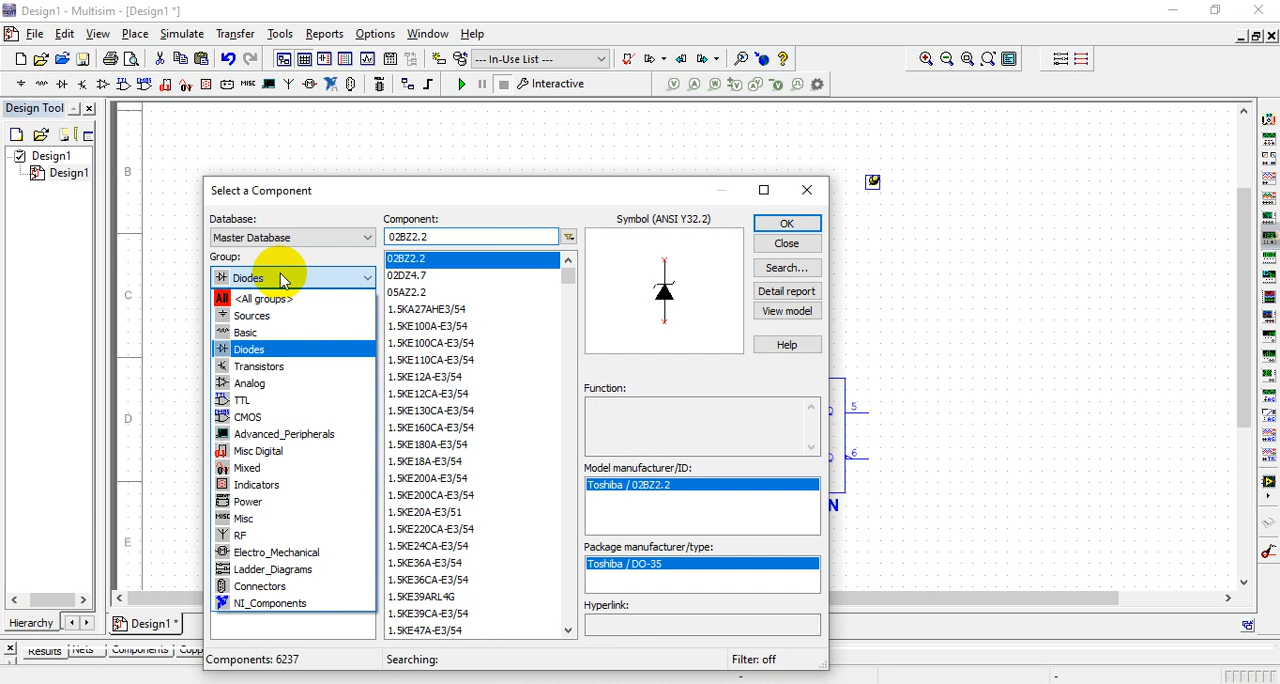 Design1 - Multisim - [Design1 *]
File Edit View Place Simulate Transfer Tools Reports Options Window Help
--- In-Use List ---
MISC
Interactive
V A W V
Design Tool
Design1
Design1
B
C
D
E
Select a Component
Database:
Master Database
Group:
Diodes
All <All groups>
Sources
Basic
Diodes
Transistors
Analog
TTL
CMOS
Advanced_Peripherals
Misc Digital
Mixed
Indicators
Power
MISC Misc
RF
Electro_Mechanical
Ladder_Diagrams
Connectors
NI_Components
Component:
02BZ2.2
02BZ2.2
02DZ4.7
05AZ2.2
1.5KA27AHE3/54
1.5KE100A-E3/54
1.5KE100CA-E3/54
1.5KE110CA-E3/54
1.5KE12A-E3/54
1.5KE12CA-E3/54
1.5KE130CA-E3/54
1.5KE160CA-E3/54
1.5KE180A-E3/54
1.5KE18A-E3/54
1.5KE200A-E3/54
1.5KE200CA-E3/54
1.5KE20A-E3/51
1.5KE220CA-E3/54
1.5KE24CA-E3/54
1.5KE36A-E3/54
1.5KE36CA-E3/54
1.5KE39ARL4G
1.5KE39CA-E3/54
1.5KE47A-E3/54
Symbol (ANSI Y32.2)
OK
Close
Search...
Detail report
View model
Help
Function:
Model manufacturer/ID:
Toshiba / 02BZ2.2
Package manufacturer/type:
Toshiba / DO-35
Hyperlink:
Components: 6237 Searching: Filter: off
5
6
N
Hierarchy
Design1 *
Results Nets Components Copp
- -